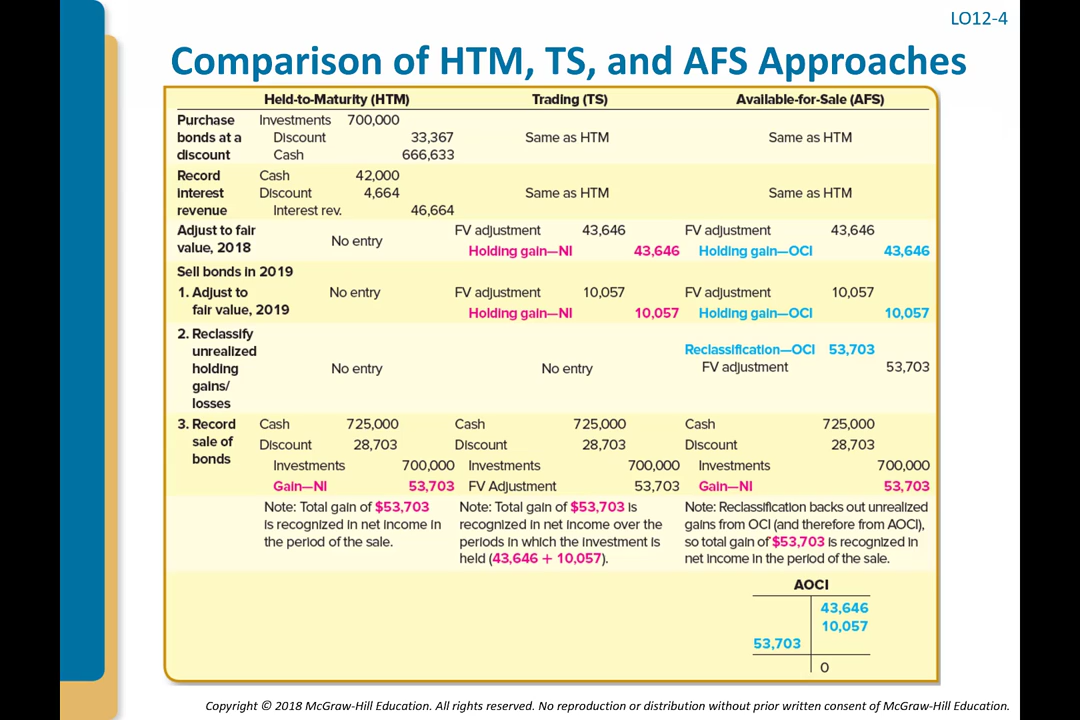 LO12-4
Comparison of HTM, TS, and AFS Approaches
Held-to-Maturity (HTM) Trading (TS) Available-for-Sale (AFS)
Purchase Investments 700,000
bonds at a Discount 33,367 Same as HTM Same as HTM
discount Cash 666,633
Record Cash 42,000
interest Discount 4,664 Same as HTM Same as HTM
revenue Interest rev. 46,664
Adjust to fair FV adjustment 43,646 FV adjustment 43,646
value, 2018 No entry Holding gain—NI 43,646 Holding gain—OCI 43,646
Sell bonds in 2019
1. Adjust to No entry FV adjustment 10,057 FV adjustment 10,057
fair value, 2019 Holding gain—NI 10,057 Holding gain—OCI 10,057
2. Reclassify
unrealized Reclassification—OCI 53,703
holding No entry No entry FV adjustment 53,703
gains/
losses
3. Record Cash 725,000 Cash 725,000 Cash 725,000
sale of Discount 28,703 Discount 28,703 Discount 28,703
bonds Investments 700,000 Investments 700,000 Investments 700,000
Gain—NI 53,703 FV Adjustment 53,703 Gain—NI 53,703
Note: Total gain of $53,703
is recognized in net income in
the period of the sale.
Note: Total gain of $53,703 is
recognized in net income over the
periods in which the investment is
held (43,646 + 10,057).
Note: Reclassification backs out unrealized
gains from OCI (and therefore from AOCI),
so total gain of $53,703 is recognized in
net income in the period of the sale.
AOCI
43,646
10,057
53,703
0
Copyright © 2018 McGraw-Hill Education. All rights reserved. No reproduction or distribution without prior written consent of McGraw-Hill Education.